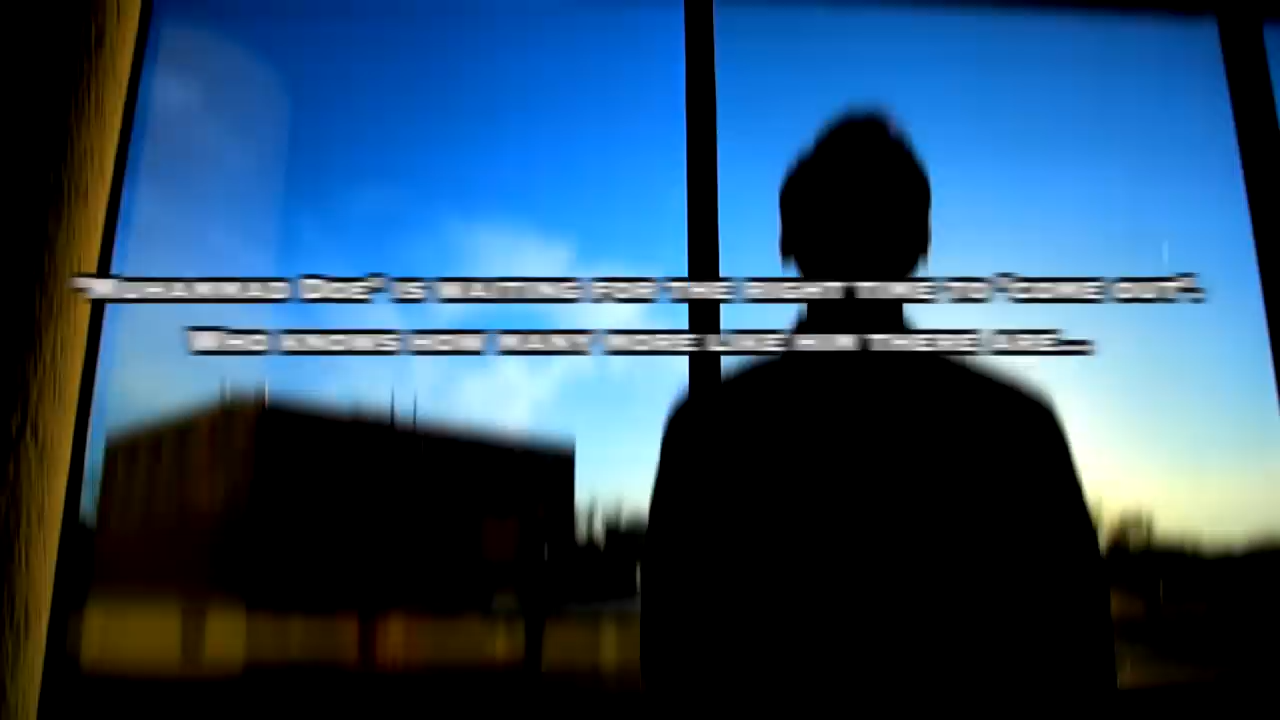 "Muhammad Doe" is waiting for the right time to "come out".
Who knows how many more like him there are...